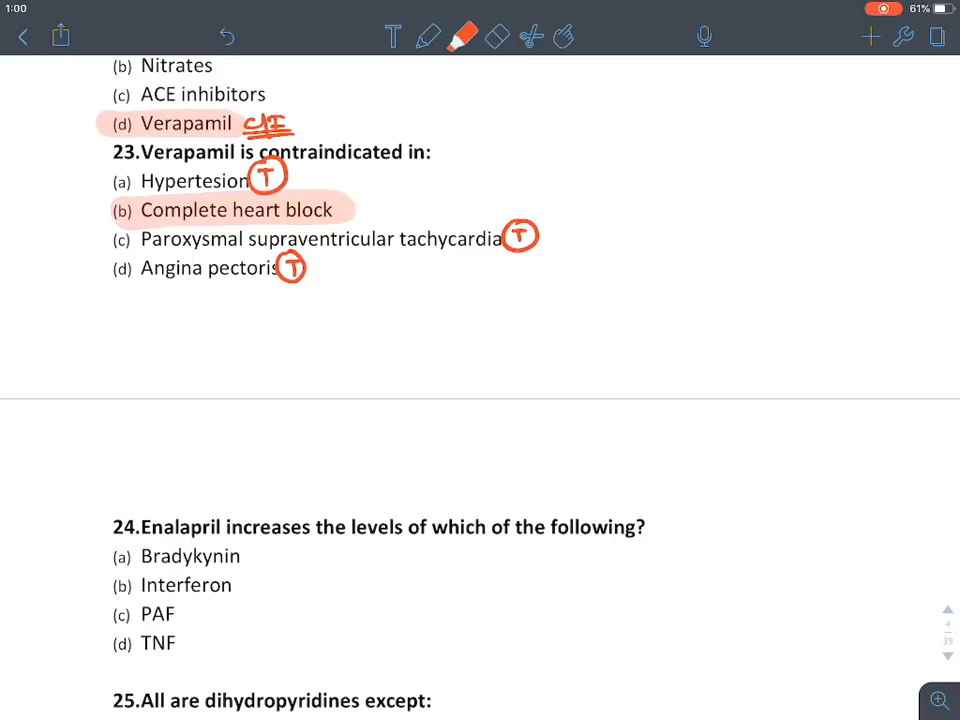 1:00
61%
T
(b) Nitrates
(c) ACE inhibitors
(d) Verapamil C/I
23.Verapamil is contraindicated in:
(a) Hypertesion T
(b) Complete heart block
(c) Paroxysmal supraventricular tachycardia T
(d) Angina pectoris T
24.Enalapril increases the levels of which of the following?
(a) Bradykynin
(b) Interferon
(c) PAF
(d) TNF
4
39
25.All are dihydropyridines except: